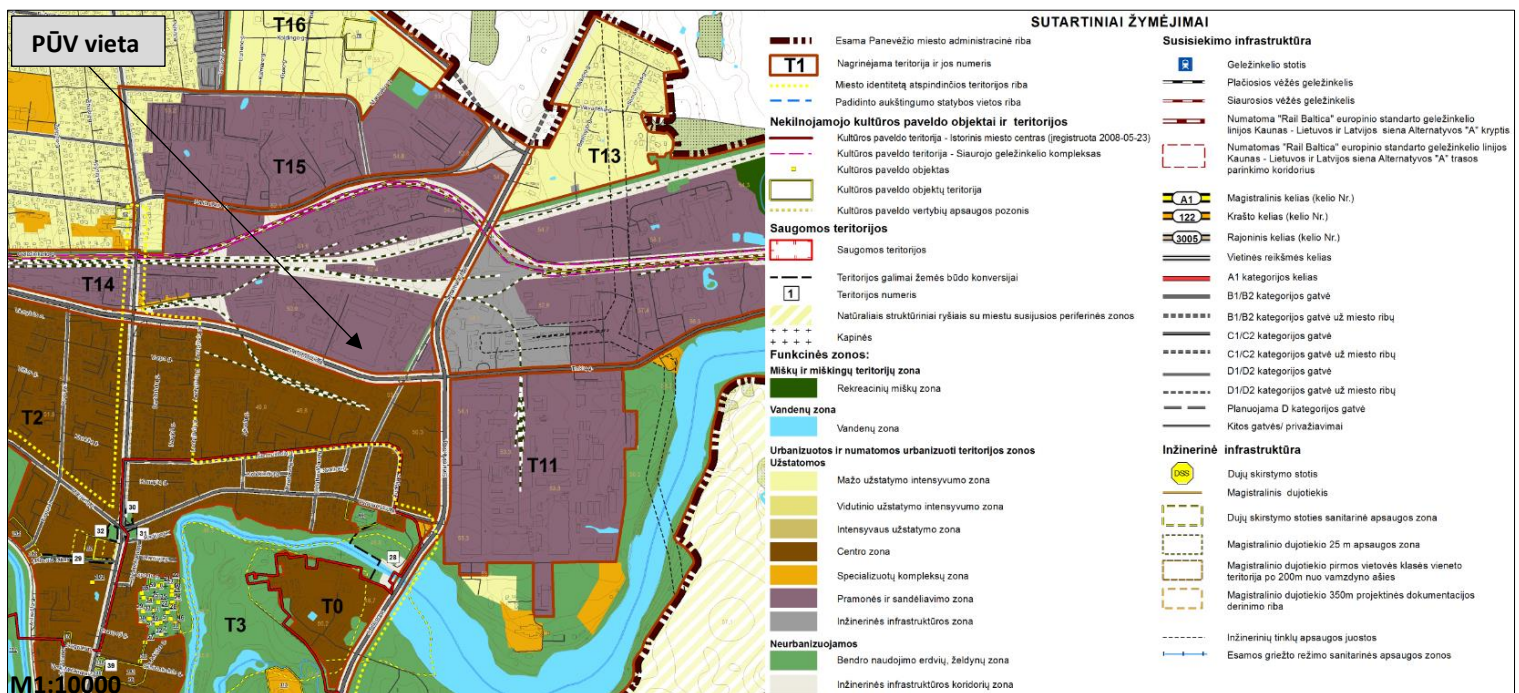 PŪV vieta
T16
T15
T13
T14
T2
T11
T0
T3
32
30
31
29
28
39
M1:10000
SUTARTINIAI ŽYMĖJIMAI
Esama Panevėžio miesto administracinė riba
T1
Nagrinėjama teritorija ir jos numeris
Miesto identitetą atspindinčios teritorijos riba
Padidinto aukštingumo statybos vietos riba
Nekilnojamojo kultūros paveldo objektai ir teritorijos
Kultūros paveldo teritorija - Istorinis miesto centras (įregistruota 2008-05-23)
Kultūros paveldo teritorija - Siaurojo geležinkelio kompleksas
Kultūros paveldo objektas
Kultūros paveldo objektų teritorija
Kultūros paveldo vertybių apsaugos pozonis
Saugomos teritorijos
Saugomos teritorijos
Teritorijos galimai žemės būdo konversijai
1
Teritorijos numeris
Natūraliais struktūriniai ryšiais su miestu susijusios periferinės zonos
Kapinės
Funkcinės zonos:
Miškų ir miškingų teritorijų zona
Rekreacinių miškų zona
Vandenų zona
Vandenų zona
Urbanizuotos ir numatomos urbanizuoti teritorijos zonos
Užstatomos
Mažo užstatymo intensyvumo zona
Vidutinio užstatymo intensyvumo zona
Intensyvaus užstatymo zona
Centro zona
Specializuotų kompleksų zona
Pramonės ir sandėliavimo zona
Inžinerinės infrastruktūros zona
Neurbanizuojamos
Bendro naudojimo erdvių, želdynų zona
Inžinerinės infrastruktūros koridorių zona
Susisiekimo infrastruktūra
Geležinkelio stotis
Plačiosios vėžės geležinkelis
Siaurosios vėžės geležinkelis
Numatoma "Rail Baltica" europinio standarto geležinkelio
linijos Kaunas - Lietuvos ir Latvijos siena Alternatyvos "A" kryptis
Numatomas "Rail Baltica" europinio standarto geležinkelio linijos
Kaunas - Lietuvos ir Latvijos siena Alternatyvos "A" trasos
parinkimo koridorius
A1
Magistralinis kelias (kelio Nr.)
122
Krašto kelias (kelio Nr.)
3005
Rajoninis kelias (kelio Nr.)
Vietinės reikšmės kelias
A1 kategorijos kelias
B1/B2 kategorijos gatvė
B1/B2 kategorijos gatvė už miesto ribų
C1/C2 kategorijos gatvė
C1/C2 kategorijos gatvė už miesto ribų
D1/D2 kategorijos gatvė
D1/D2 kategorijos gatvė už miesto ribų
Planuojama D kategorijos gatvė
Kitos gatvės/ privažiavimai
Inžinerinė infrastruktūra
DSS
Dujų skirstymo stotis
Magistralinis dujotiekis
Dujų skirstymo stoties sanitarinė apsaugos zona
Magistralinio dujotiekio 25 m apsaugos zona
Magistralinio dujotiekio pirmos vietovės klasės vieneto
teritorija po 200m nuo vamzdyno ašies
Magistralinio dujotiekio 350m projektinės dokumentacijos
derinimo riba
Inžinerinių tinklų apsaugos juostos
Esamos griežto režimo sanitarinės apsaugos zonos